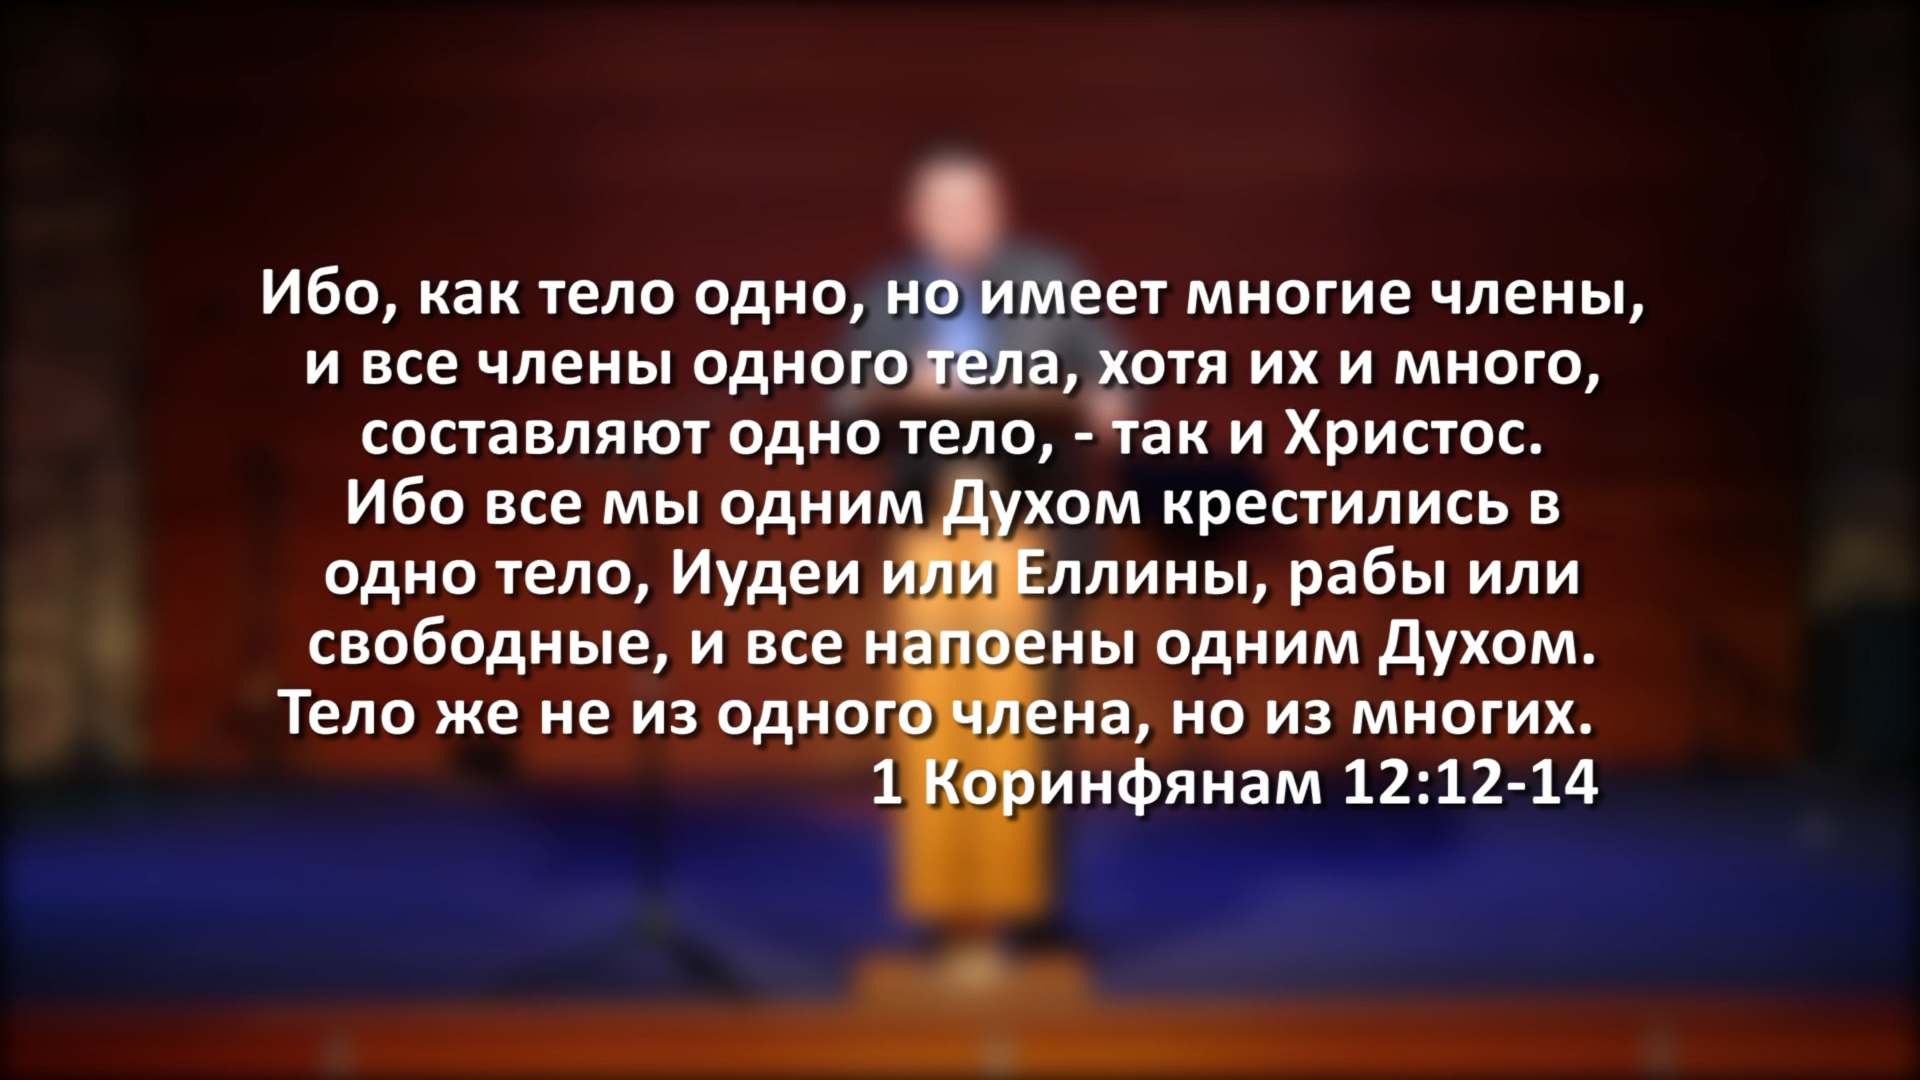 Ибо, как тело одно, но имеет многие члены,
и все члены одного тела, хотя их и много,
составляют одно тело, - так и Христос.
Ибо все мы одним Духом крестились в
одно тело, Иудеи или Еллины, рабы или
свободные, и все напоены одним Духом.
Тело же не из одного члена, но из многих.
1 Коринфянам 12:12-14